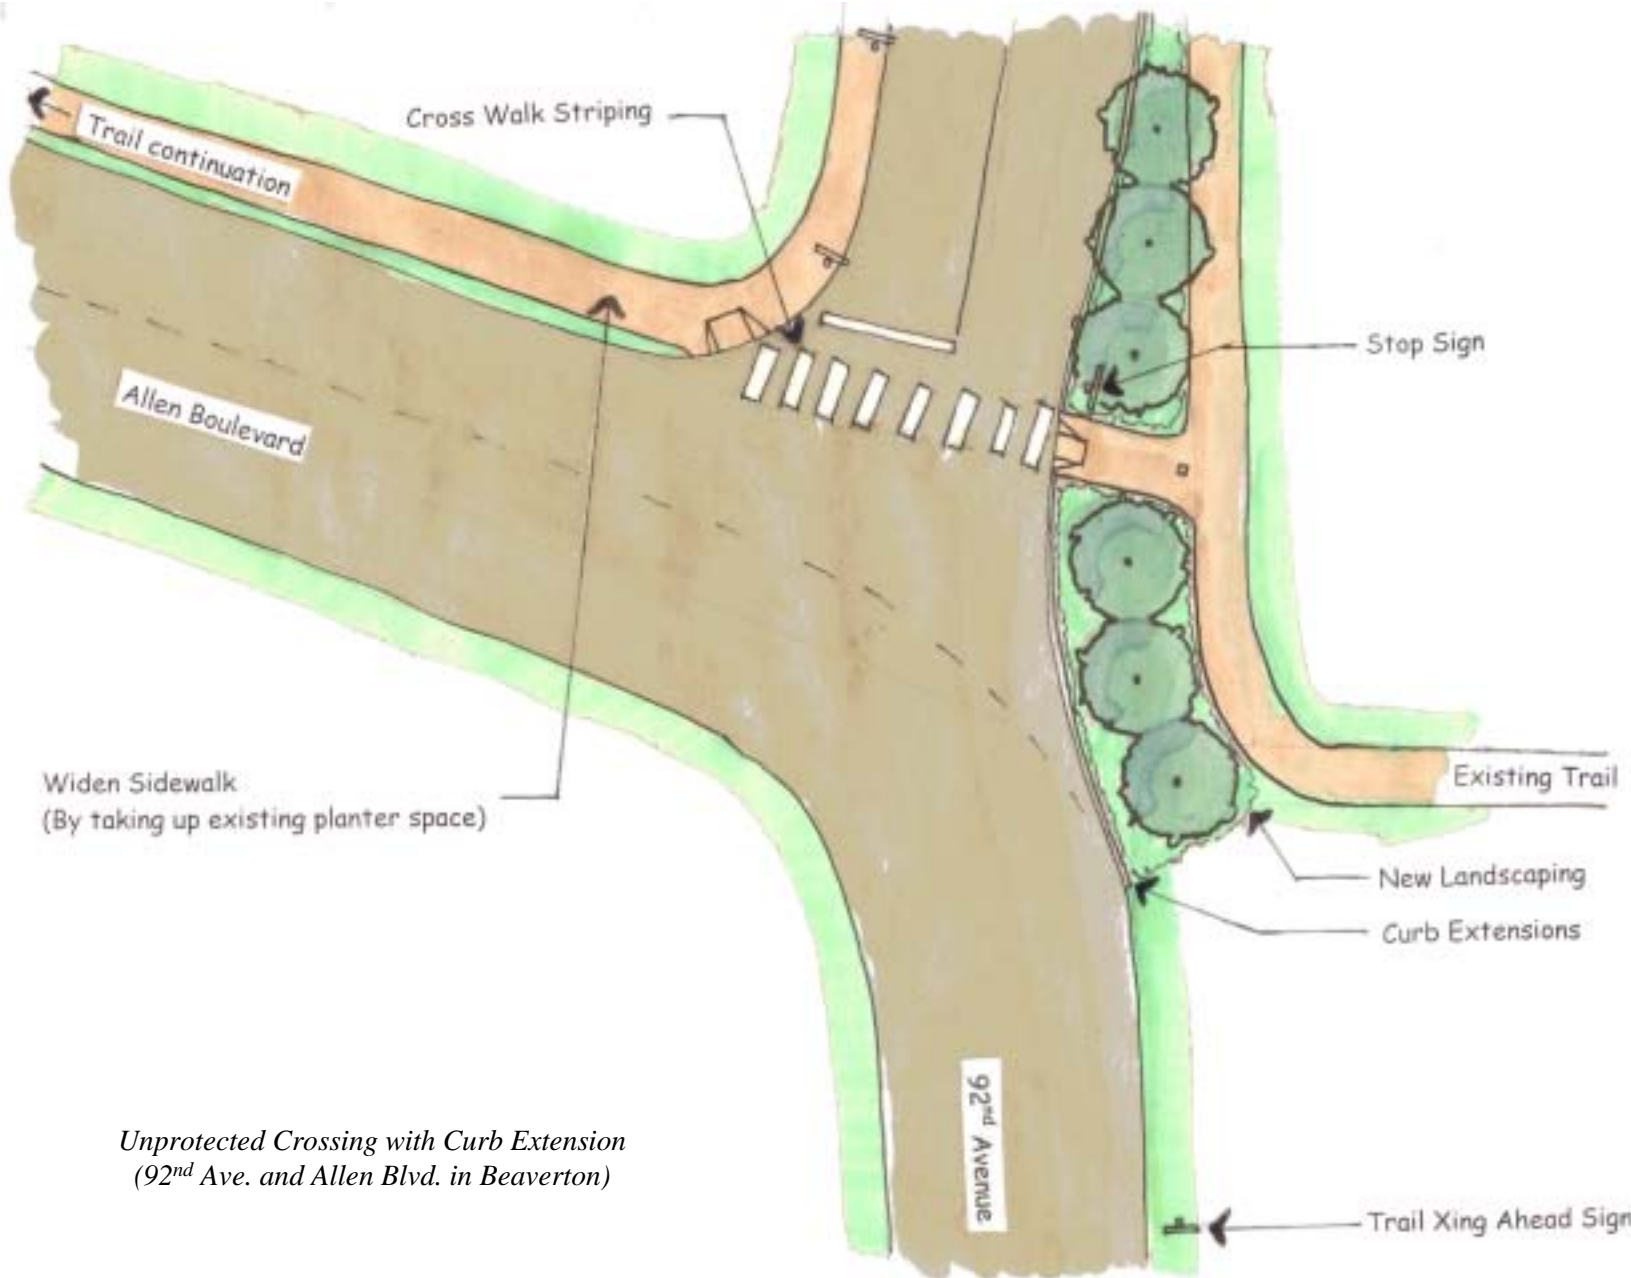 Cross Walk Striping
Trail continuation
Stop Sign
Allen Boulevard
Existing Trail
Widen Sidewalk
(By taking up existing planter space)
New Landscaping
Curb Extensions
92nd Avenue
Unprotected Crossing with Curb Extension
(92nd Ave. and Allen Blvd. in Beaverton)
Trail Xing Ahead Sign